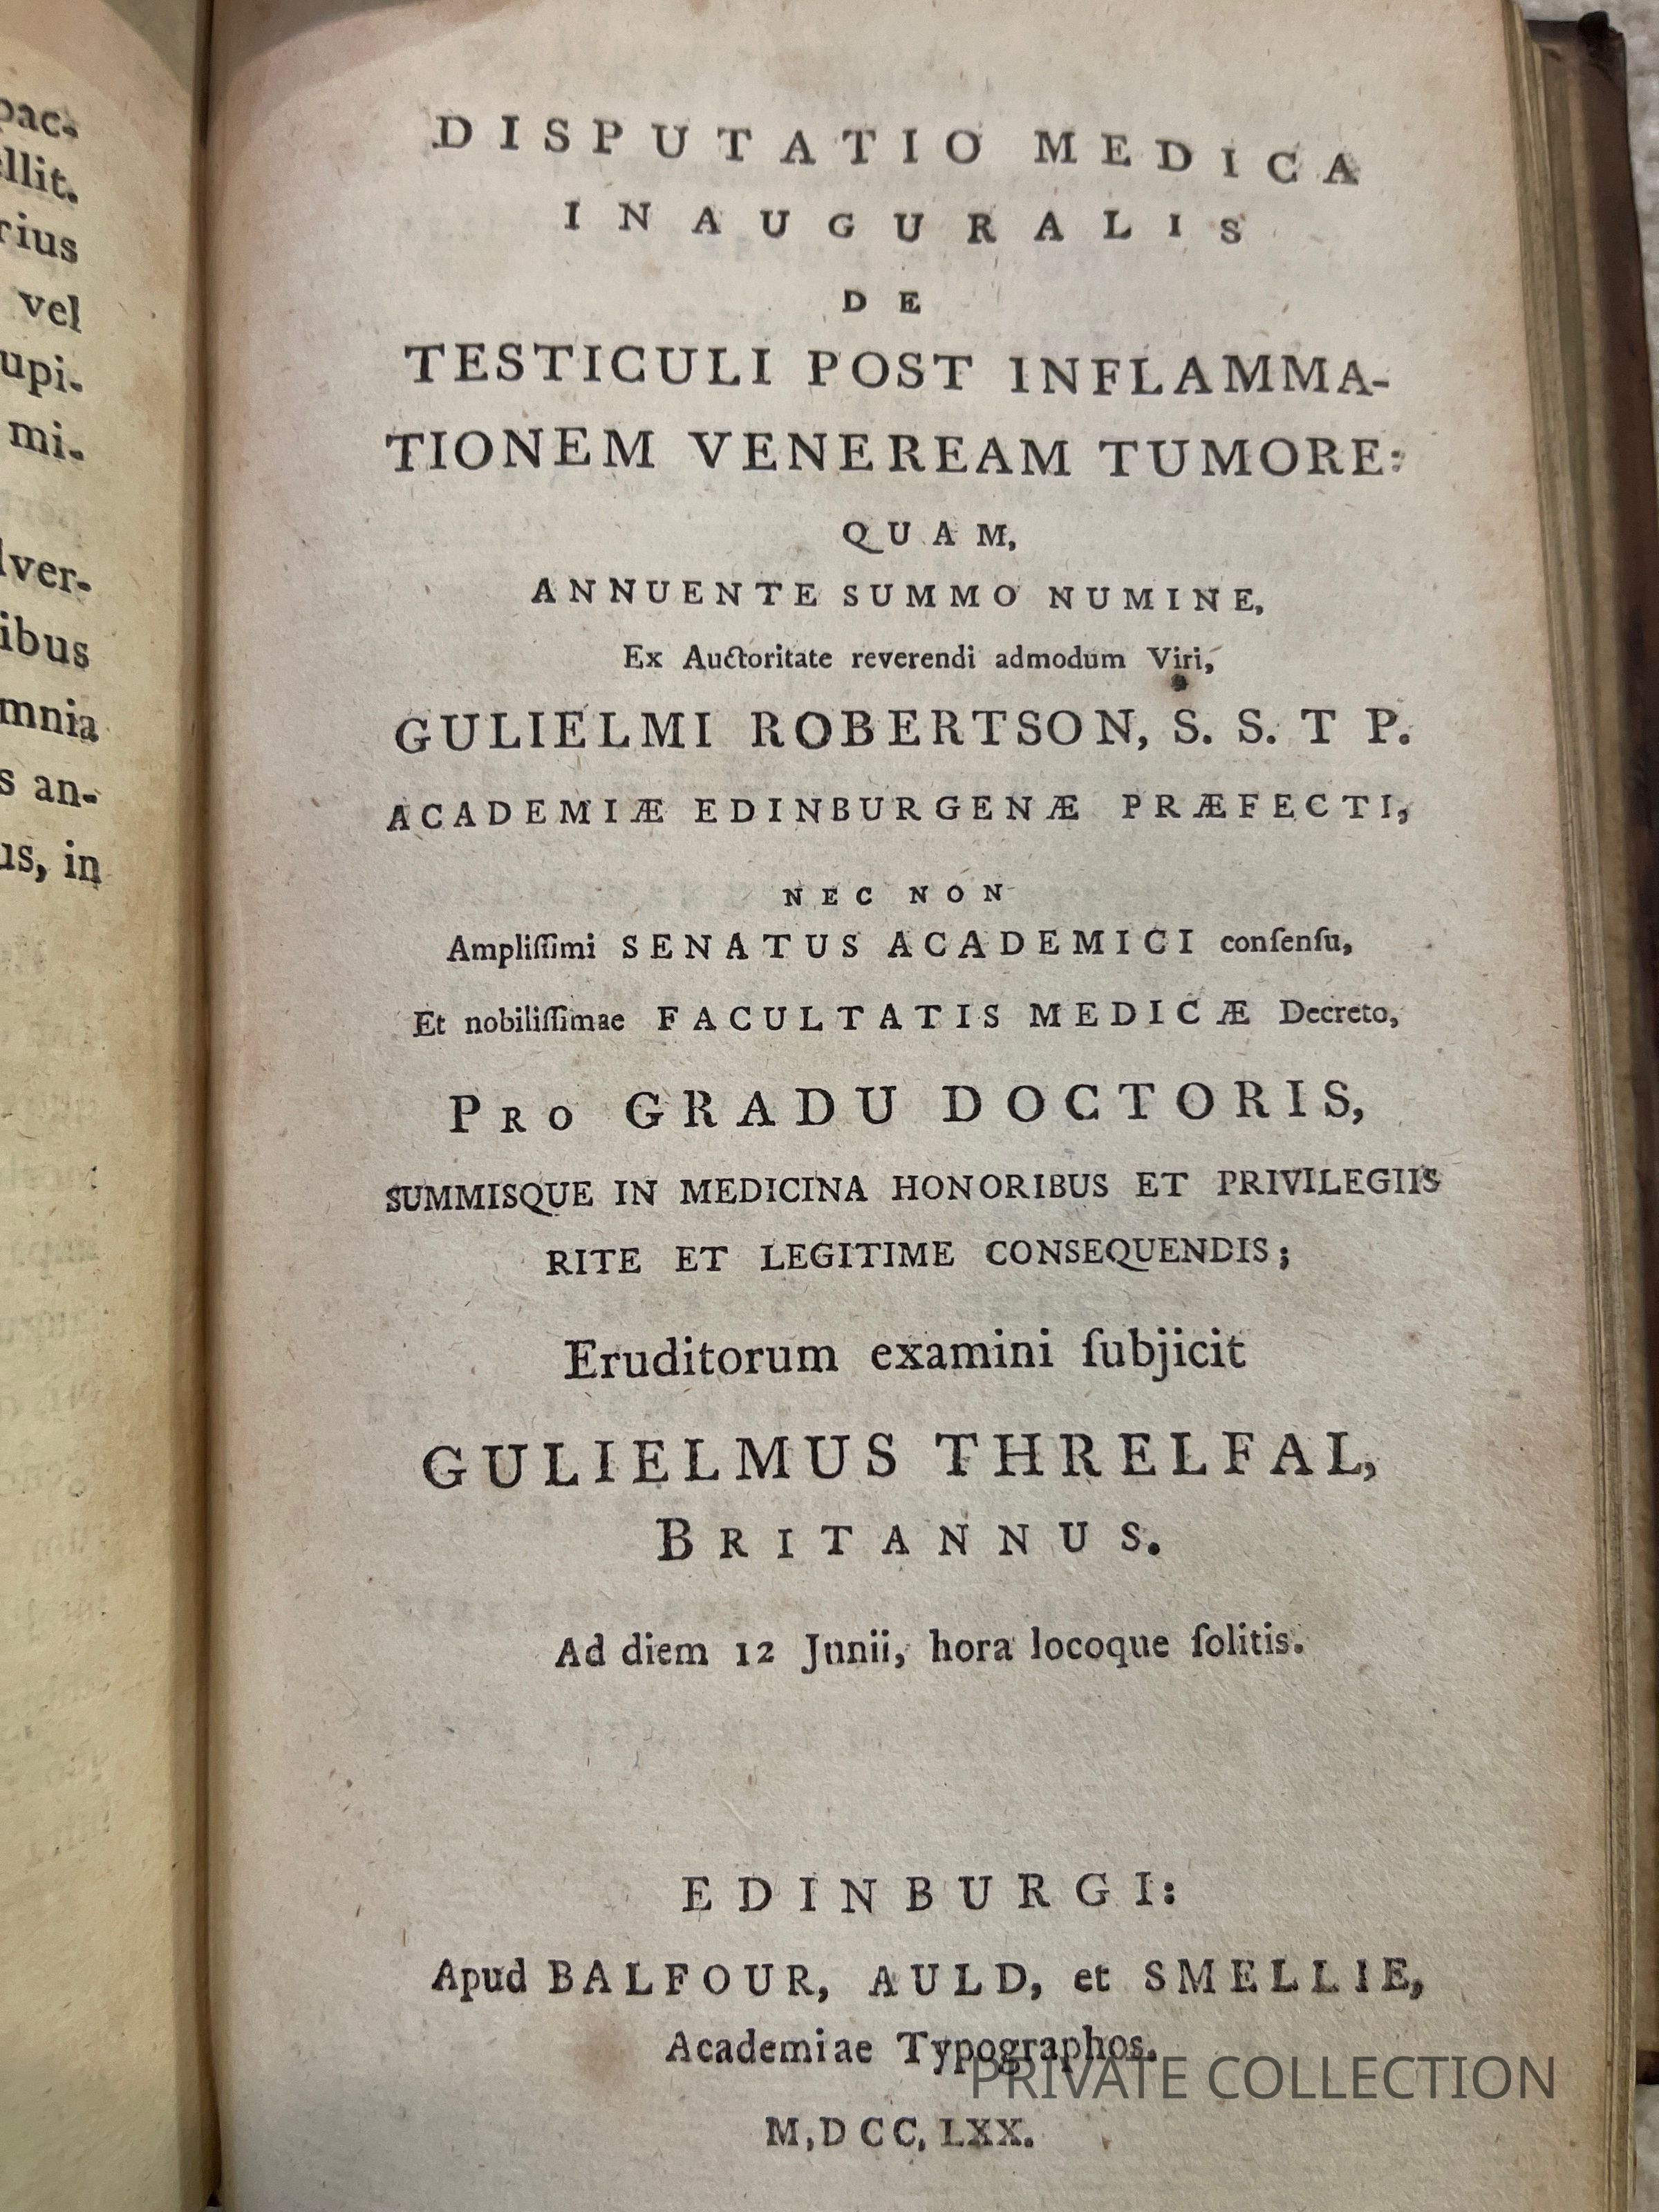 pac-
ellit.
rius
vel
upi-
mi-
lver-
ibus
mnia
s an-
us, in
DISPUTATIO MEDICA
INAUGURALIS
DE
TESTICULI POST INFLAMMA-
TIONEM VENEREAM TUMORE:
QUAM,
ANNUENTE SUMMO NUMINE,
Ex Auctoritate reverendi admodum Viri,
GULIELMI ROBERTSON, S. S. T P.
ACADEMIÆ EDINBURGENÆ PRÆFECTI,
NEC NON
Ampliſſimi SENATUS ACADEMICI conſenſu,
Et nobiliſſimae FACULTATIS MEDICÆ Decreto,
PRO GRADU DOCTORIS,
SUMMISQUE IN MEDICINA HONORIBUS ET PRIVILEGIIS
RITE ET LEGITIME CONSEQUENDIS;
Eruditorum examini ſubjicit
GULIELMUS THRELFAL,
BRITANNUS.
Ad diem 12 Junii, hora locoque ſolitis.
EDINBURGI:
Apud BALFOUR, AULD, et SMELLIE,
Academiae Typographos.
M,DCC,LXX.
PRIVATE COLLECTION